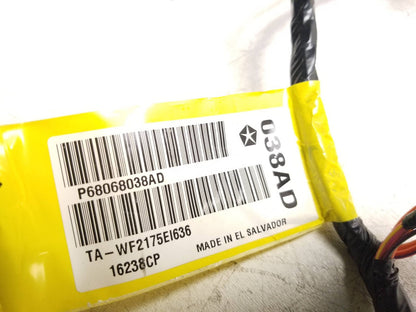 P68068038AD
038AD
TA-WF2175EI636
16238CP
MADE IN EL SALVADOR